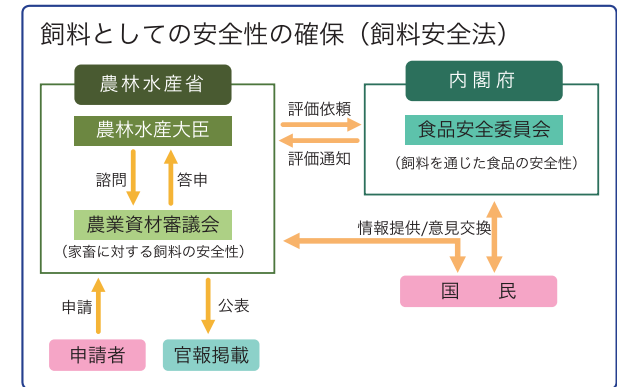 飼料としての安全性の確保（飼料安全法）
農林水産省
内閣府
農林水産大臣
評価依頼
食品安全委員会
評価通知
（飼料を通じた食品の安全性）
諮問
答申
農業資材審議会
（家畜に対する飼料の安全性）
情報提供/意見交換
国　民
申請
公表
申請者
官報掲載